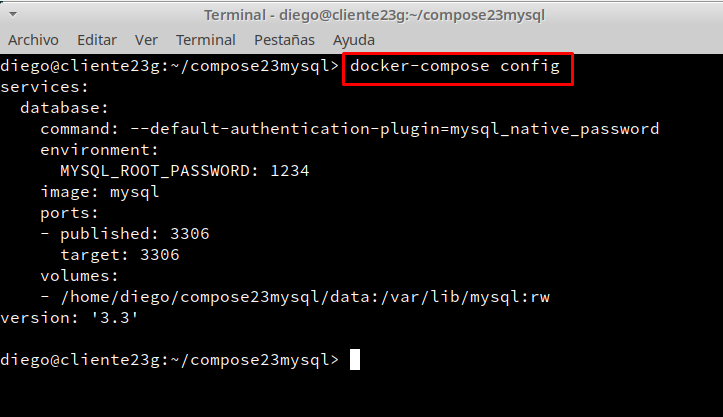 Terminal - diego@cliente23g:~/compose23mysql
Archivo Editar Ver Terminal Pestañas Ayuda
diego@cliente23g:~/compose23mysql> docker-compose config
services:
  database:
    command: --default-authentication-plugin=mysql_native_password
    environment:
      MYSQL_ROOT_PASSWORD: 1234
    image: mysql
    ports:
    - published: 3306
      target: 3306
    volumes:
    - /home/diego/compose23mysql/data:/var/lib/mysql:rw
version: '3.3'

diego@cliente23g:~/compose23mysql>